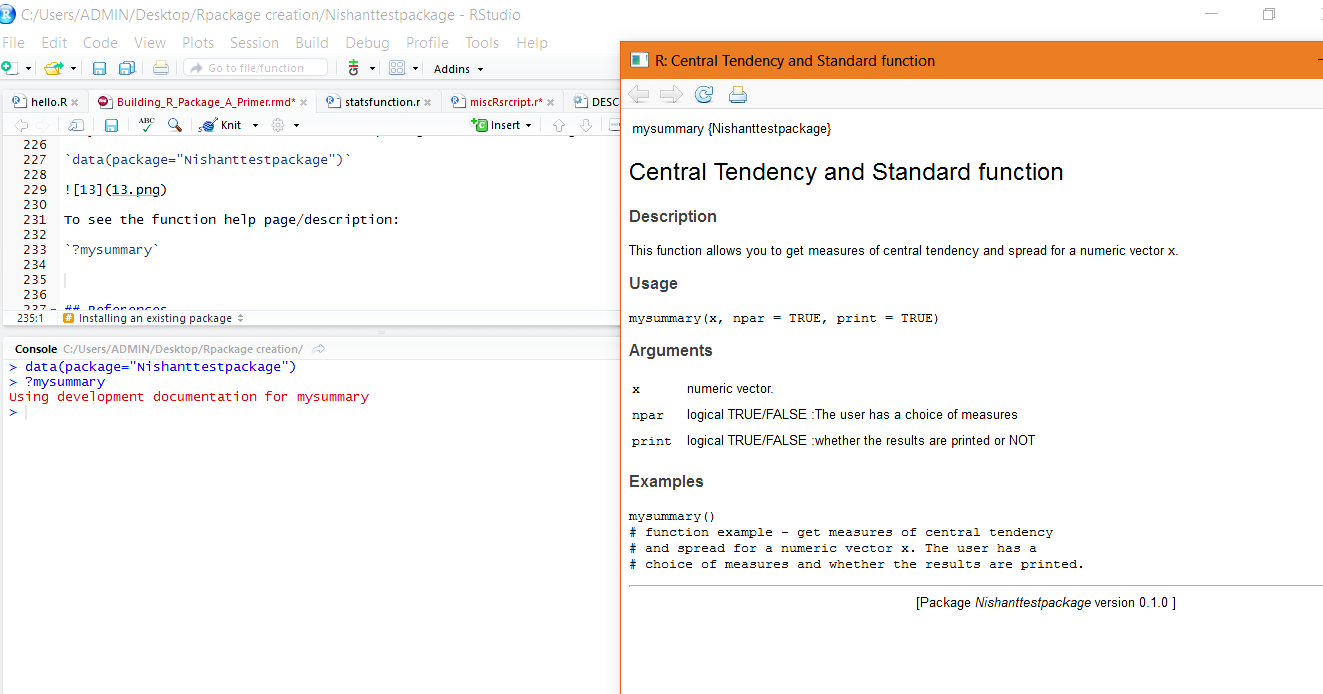 C:/Users/ADMIN/Desktop/Rpackage creation/Nishanttestpackage - RStudio
File Edit Code View Plots Session Build Debug Profile Tools Help
Go to file/function Addins
hello.R Building_R_Package_A_Primer.rmd* statsfunction.r miscRsrcript.r* DESC
ABC Knit Insert
226
227 `data(package="Nishanttestpackage")`
228
229 ![13](13.png)
230
231 To see the function help page/description:
232
233 `?mysummary`
234
235
236
237 ## References
235:1 # Installing an existing package
Console C:/Users/ADMIN/Desktop/Rpackage creation/
> data(package="Nishanttestpackage")
> ?mysummary
Using development documentation for mysummary
>
R: Central Tendency and Standard function
mysummary {Nishanttestpackage}
Central Tendency and Standard function
Description
This function allows you to get measures of central tendency and spread for a numeric vector x.
Usage
mysummary(x, npar = TRUE, print = TRUE)
Arguments
x numeric vector.
npar logical TRUE/FALSE :The user has a choice of measures
print logical TRUE/FALSE :whether the results are printed or NOT
Examples
mysummary()
# function example - get measures of central tendency
# and spread for a numeric vector x. The user has a
# choice of measures and whether the results are printed.
[Package Nishanttestpackage version 0.1.0 ]